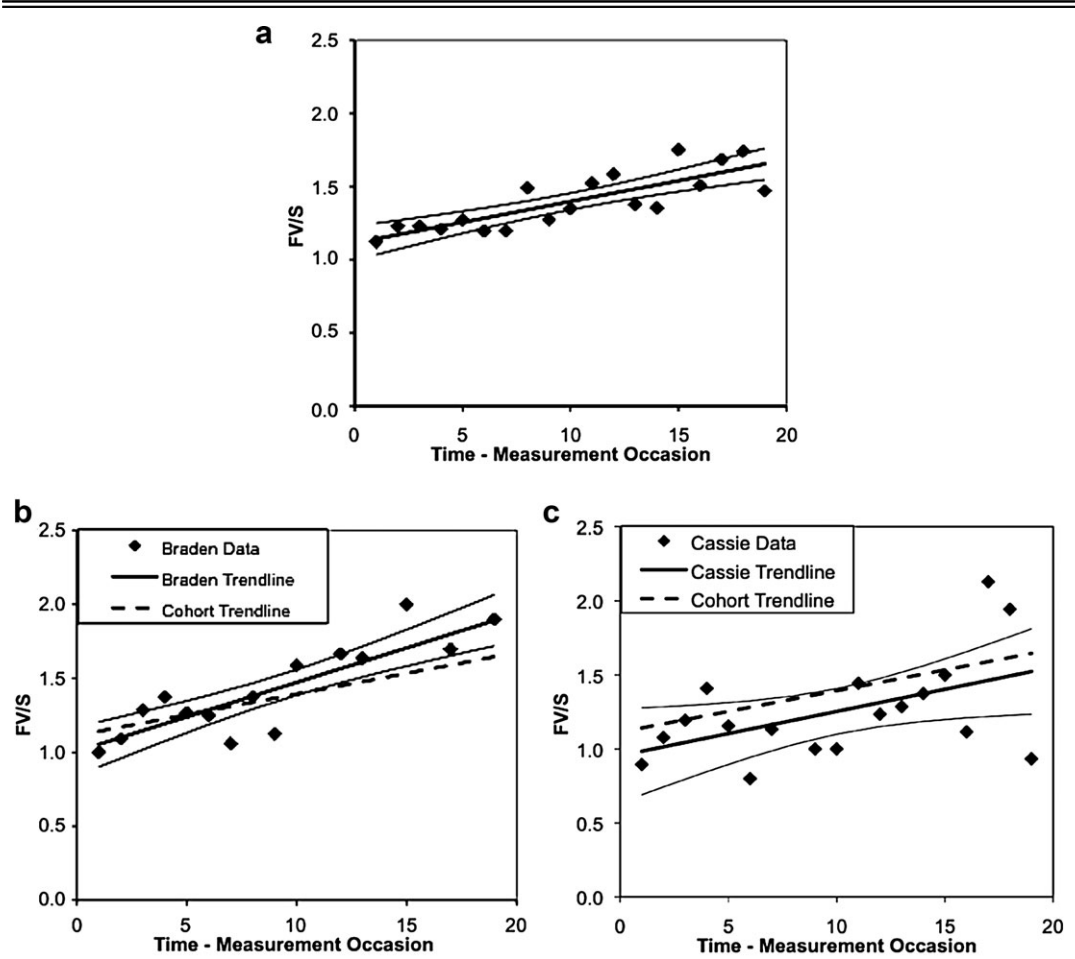 a
2.5
2.0
1.5
1.0
0.5
0.0
FV/S
0 5 10 15 20
Time - Measurement Occasion
b
2.5
2.0
1.5
1.0
0.5
0.0
FV/S
Braden Data
Braden Trendline
Cohort Trendline
0 5 10 15 20
Time - Measurement Occasion
c
2.5
2.0
1.5
1.0
0.5
0.0
FV/S
Cassie Data
Cassie Trendline
Cohort Trendline
0 5 10 15 20
Time - Measurement Occasion